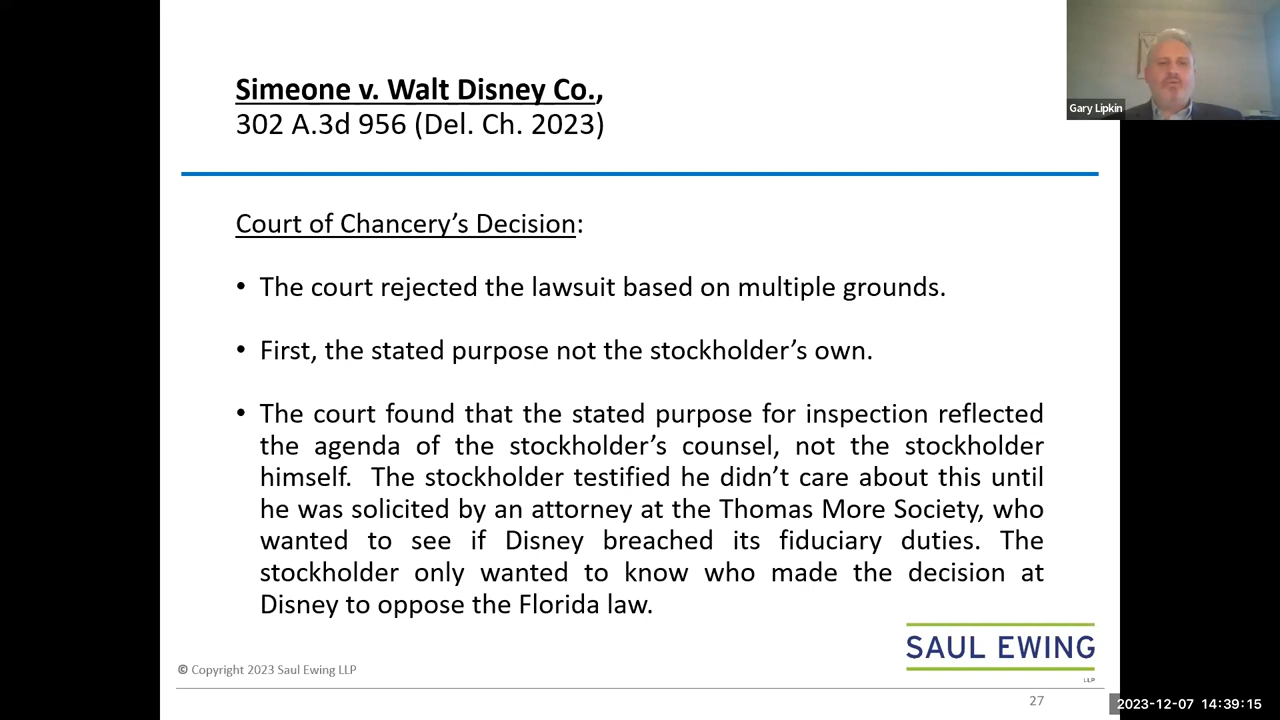 Simeone v. Walt Disney Co.,
302 A.3d 956 (Del. Ch. 2023)
Gary Lipkin
Court of Chancery’s Decision:
• The court rejected the lawsuit based on multiple grounds.
• First, the stated purpose not the stockholder’s own.
• The court found that the stated purpose for inspection reflected
the agenda of the stockholder’s counsel, not the stockholder
himself.  The stockholder testified he didn’t care about this until
he was solicited by an attorney at the Thomas More Society, who
wanted to see if Disney breached its fiduciary duties. The
stockholder only wanted to know who made the decision at
Disney to oppose the Florida law.
SAUL EWING
LLP
© Copyright 2023 Saul Ewing LLP
27
2023-12-07 14:39:15